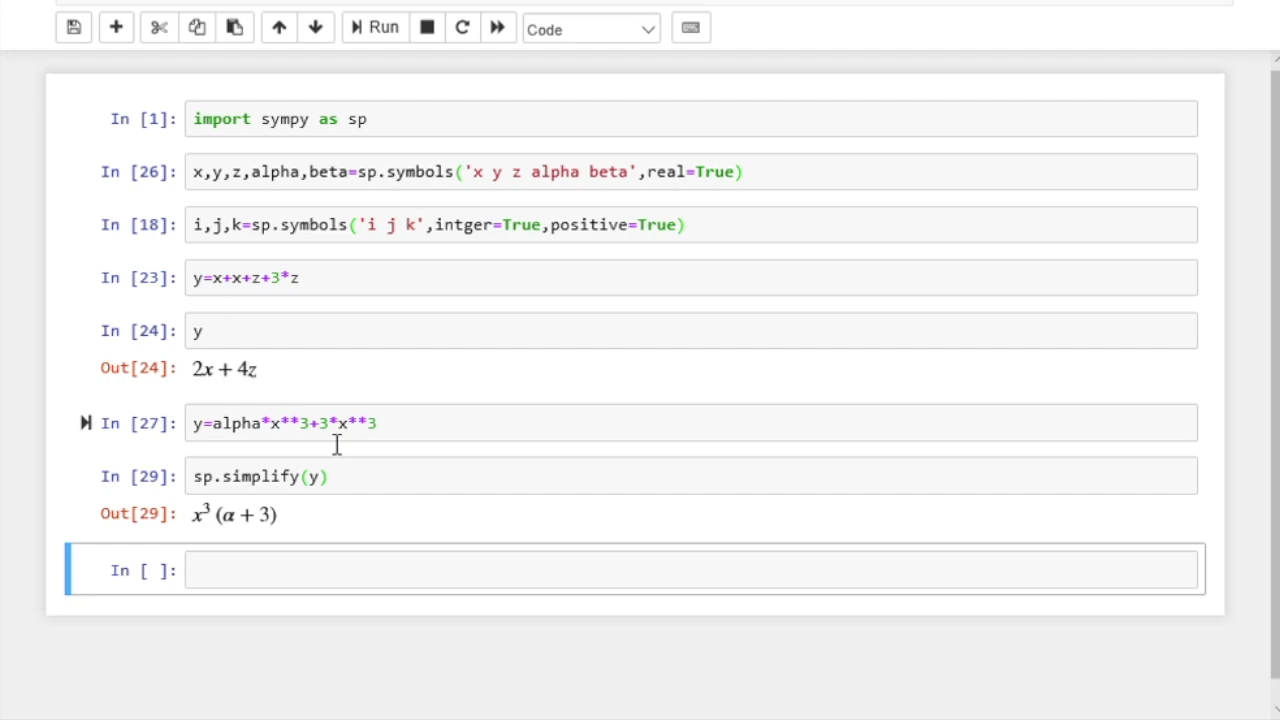 Run Code
In [1]: import sympy as sp
In [26]: x,y,z,alpha,beta=sp.symbols('x y z alpha beta',real=True)
In [18]: i,j,k=sp.symbols('i j k',intger=True,positive=True)
In [23]: y=x+x+z+3*z
In [24]: y
Out[24]: 2x + 4z
In [27]: y=alpha*x**3+3*x**3
In [29]: sp.simplify(y)
Out[29]: x³ (α + 3)
In [ ]: